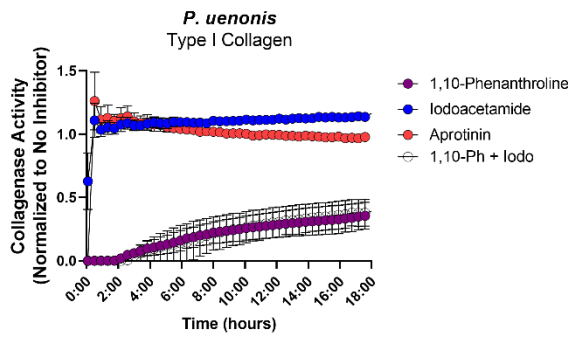 P. uenonis
Type I Collagen
Collagenase Activity
(Normalized to No Inhibitor)
1.5
1.0
0.5
0.0
0:00
2:00
4:00
6:00
8:00
10:00
12:00
14:00
16:00
18:00
Time (hours)
1,10-Phenanthroline
Iodoacetamide
Aprotinin
1,10-Ph + Iodo